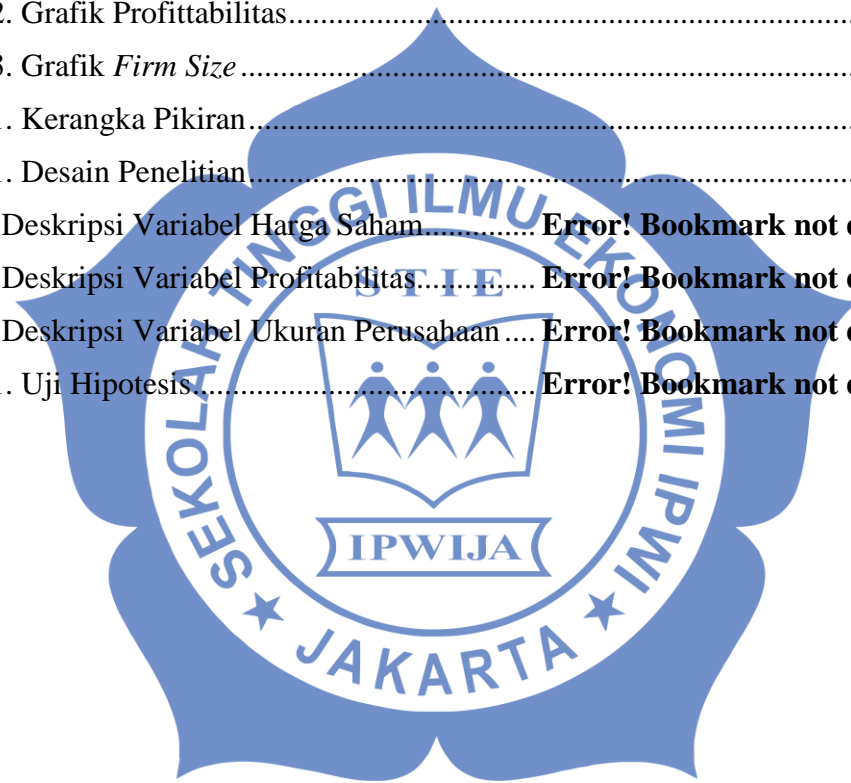 2. Grafik Profittabilitas
3. Grafik Firm Size
. Kerangka Pikiran
. Desain Penelitian
Deskripsi Variabel Harga Saham Error! Bookmark not
Deskripsi Variabel Profitabilitas Error! Bookmark not
Deskripsi Variabel Ukuran Perusahaan Error! Bookmark not
. Uji Hipotesis Error! Bookmark not
SEKOLAH TINGGI ILMU EKONOMI IPWI
STIE
IPWIJA
★ JAKARTA ★